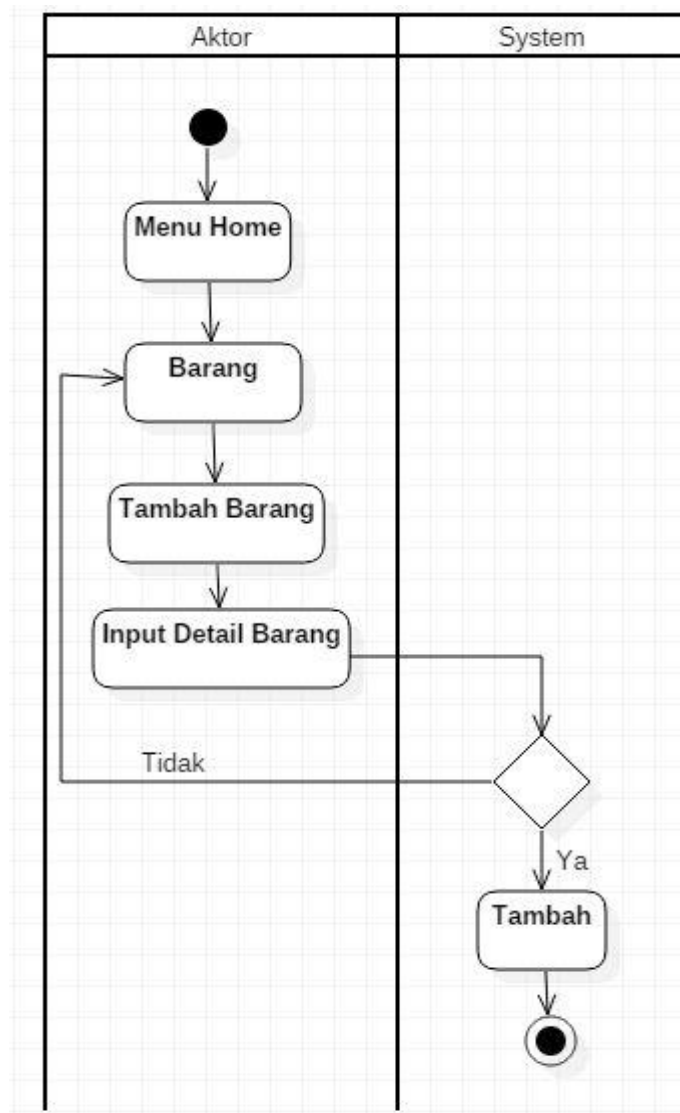 Aktor
System
Menu Home
Barang
Tambah Barang
Input Detail Barang
Tidak
Ya
Tambah